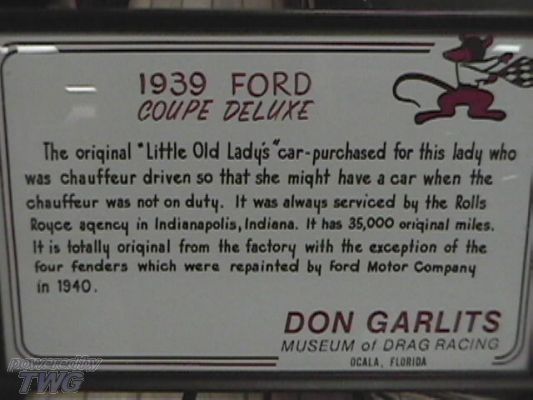 1939 FORD
COUPE DELUXE
The original "Little Old Lady's" car-purchased for this lady who
was chauffeur driven so that she might have a car when the
chauffeur was not on duty. It was always serviced by the Rolls
Royce agency in Indianapolis, Indiana. It has 35,000 original miles.
It is totally original from the factory with the exception of the
four fenders which were repainted by Ford Motor Company
in 1940.
DON GARLITS
MUSEUM of DRAG RACING
OCALA, FLORIDA
powered by
TWG